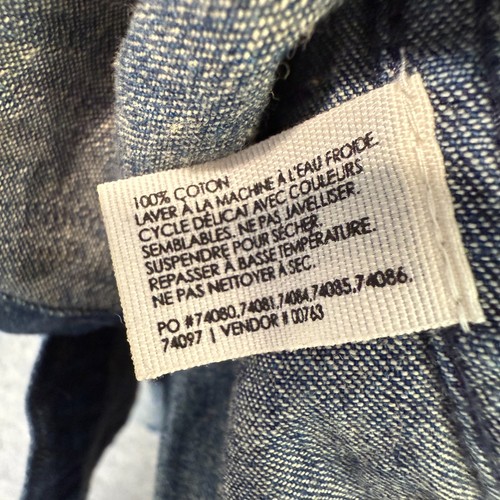 100% COTON
LAVER À LA MACHINE À L'EAU FROIDE.
CYCLE DÉLICAT AVEC COULEURS
SEMBLABLES. NE PAS JAVELLISER.
SUSPENDRE POUR SÉCHER.
REPASSER À BASSE TEMPÉRATURE.
NE PAS NETTOYER À SEC.
PO #74080,74081,74084,74085,74086,
74097 | VENDOR # 00763